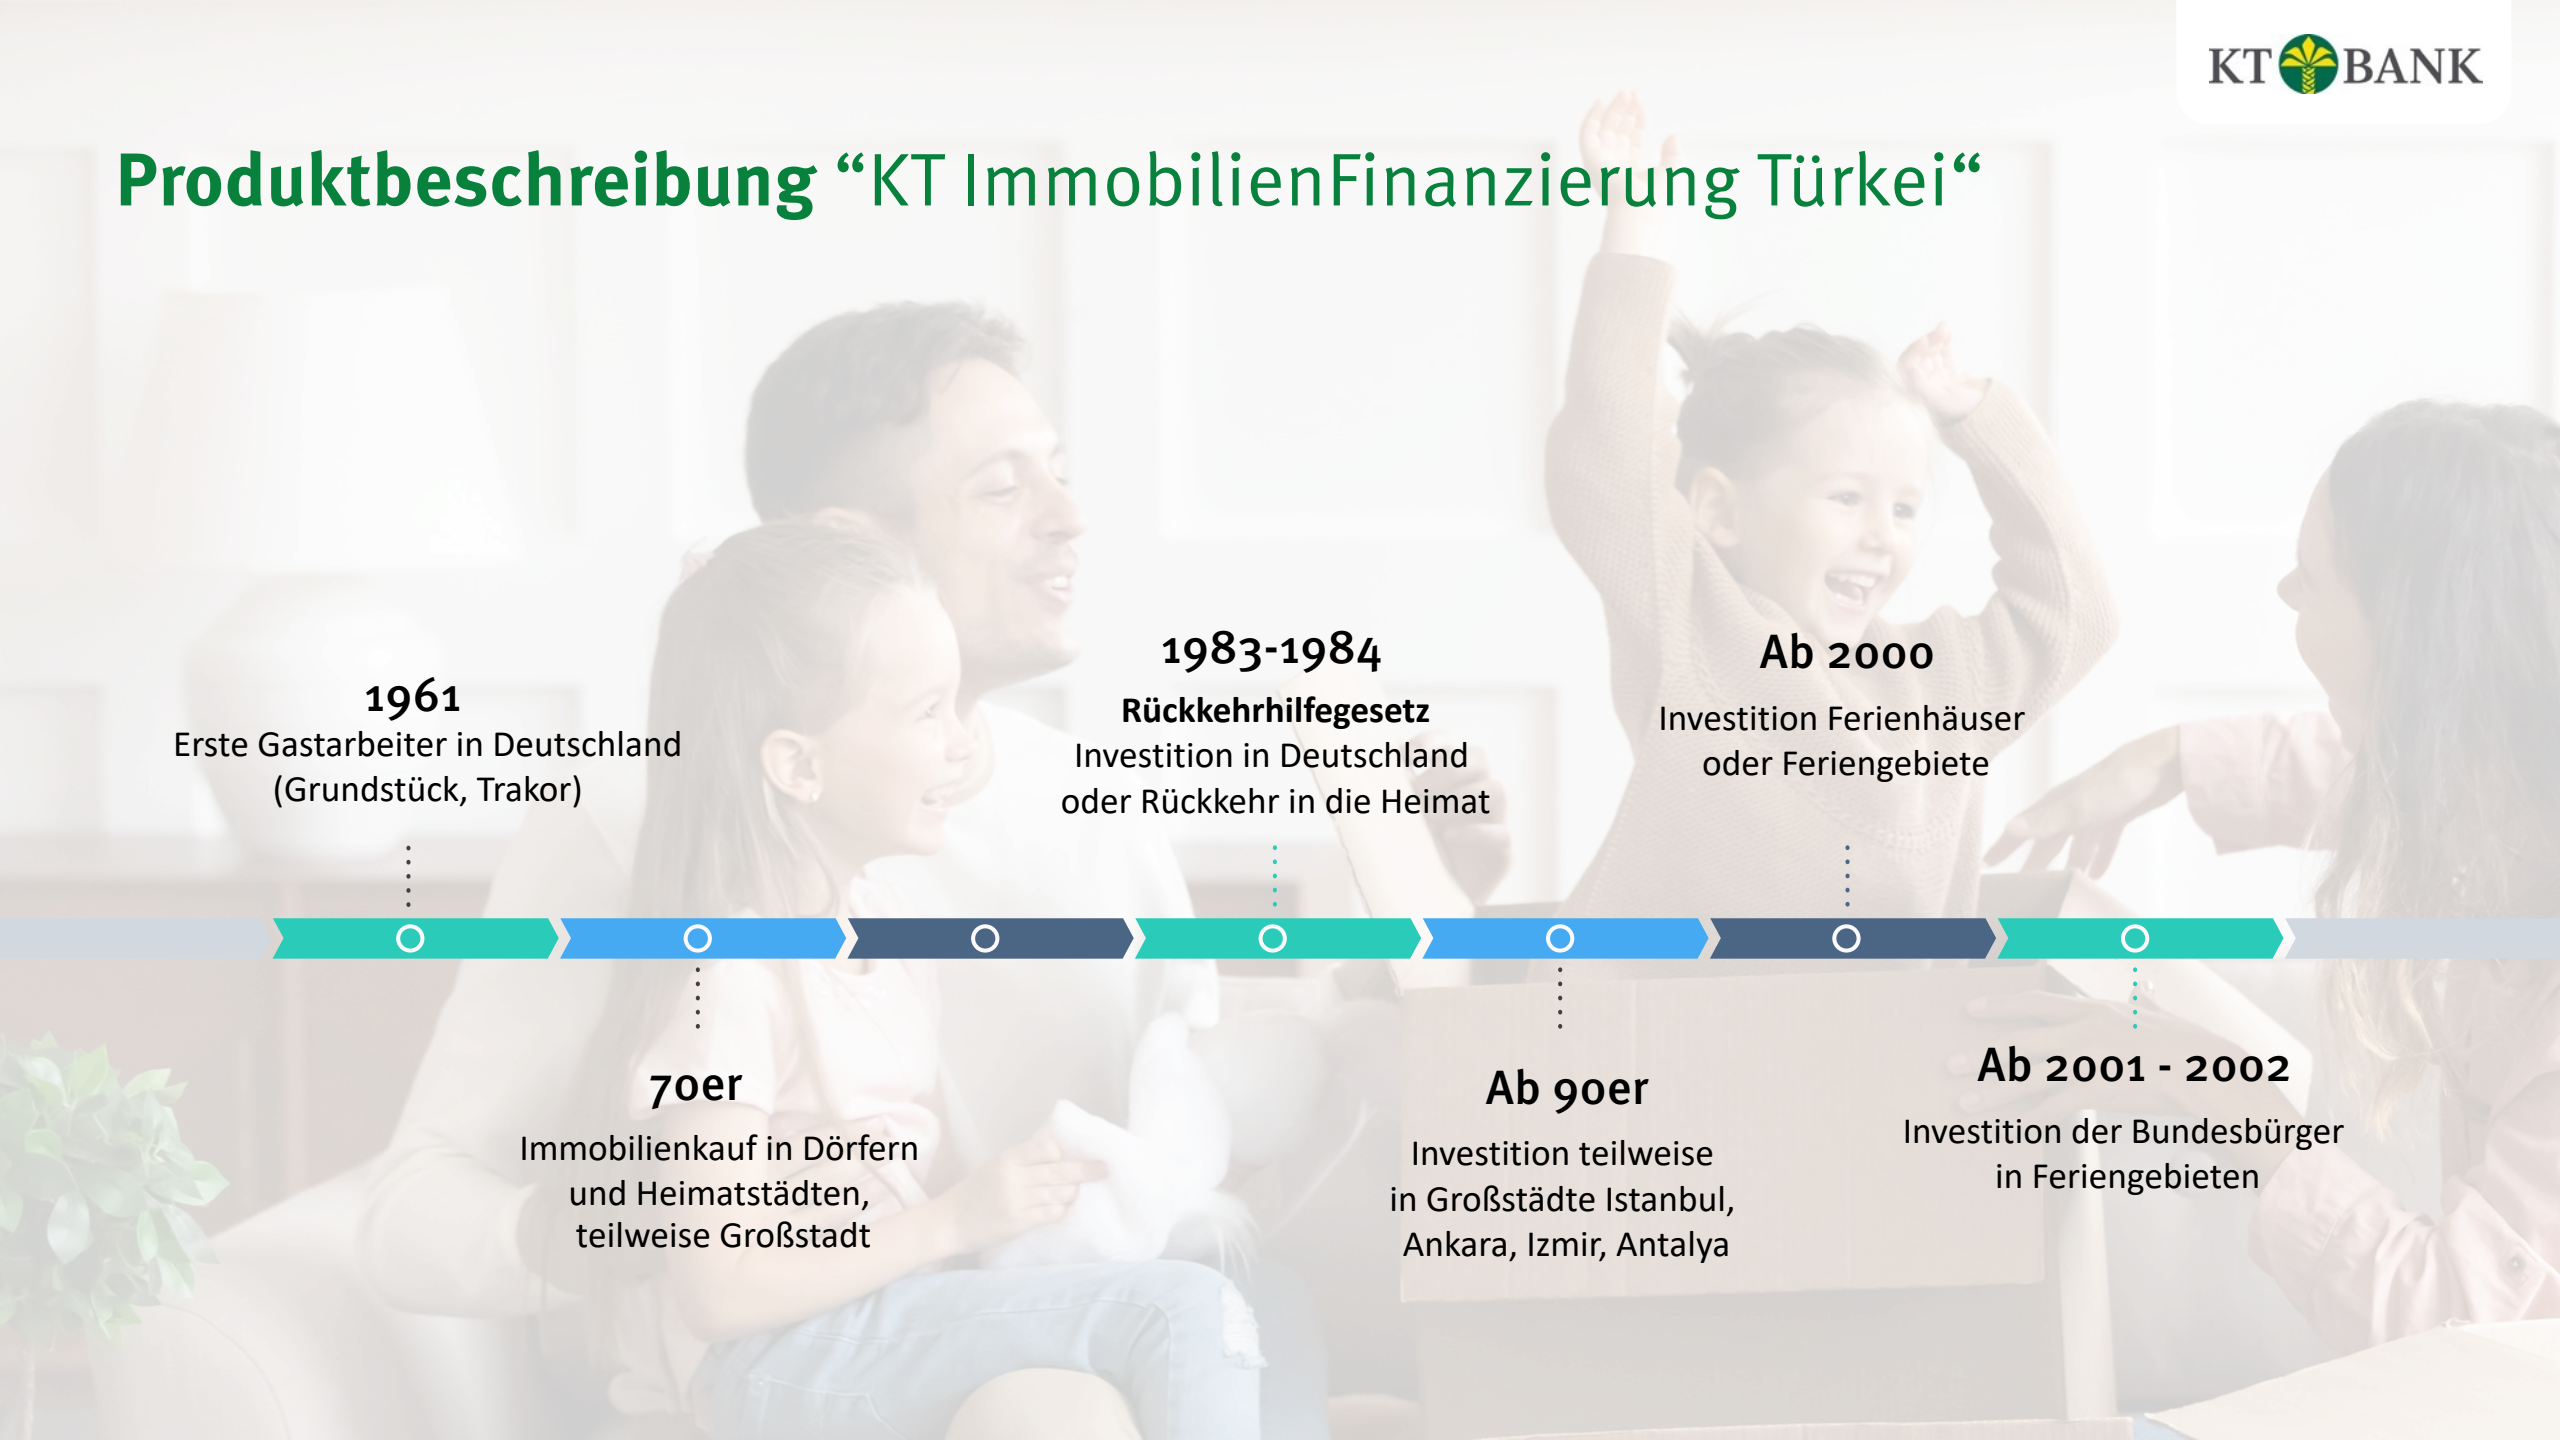 KT BANK
Produktbeschreibung “KT ImmobilienFinanzierung Türkei“
1961
Erste Gastarbeiter in Deutschland
(Grundstück, Trakor)
70er
Immobilienkauf in Dörfern
und Heimatstädten,
teilweise Großstadt
1983-1984
Rückkehrhilfegesetz
Investition in Deutschland
oder Rückkehr in die Heimat
Ab 90er
Investition teilweise
in Großstädte Istanbul,
Ankara, Izmir, Antalya
Ab 2000
Investition Ferienhäuser
oder Feriengebiete
Ab 2001 - 2002
Investition der Bundesbürger
in Feriengebieten